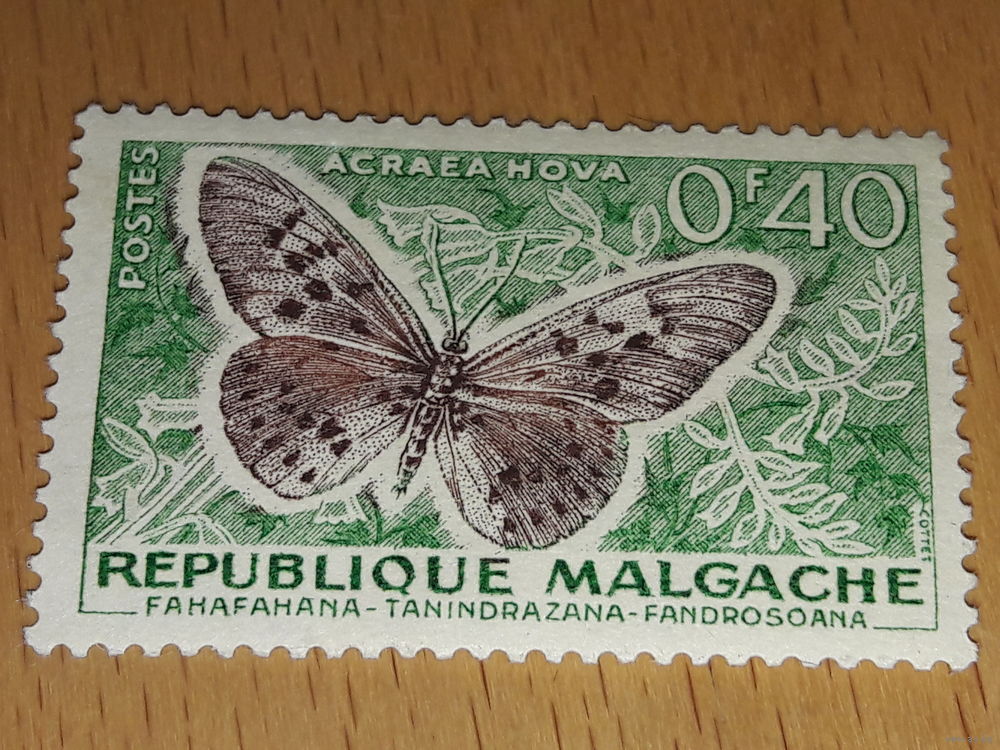 POSTES
ACRAEA HOVA
0F40
REPUBLIQUE MALGACHE
FAHAFAHANA-TANINDRAZANA-FANDROSOANA
COTTET